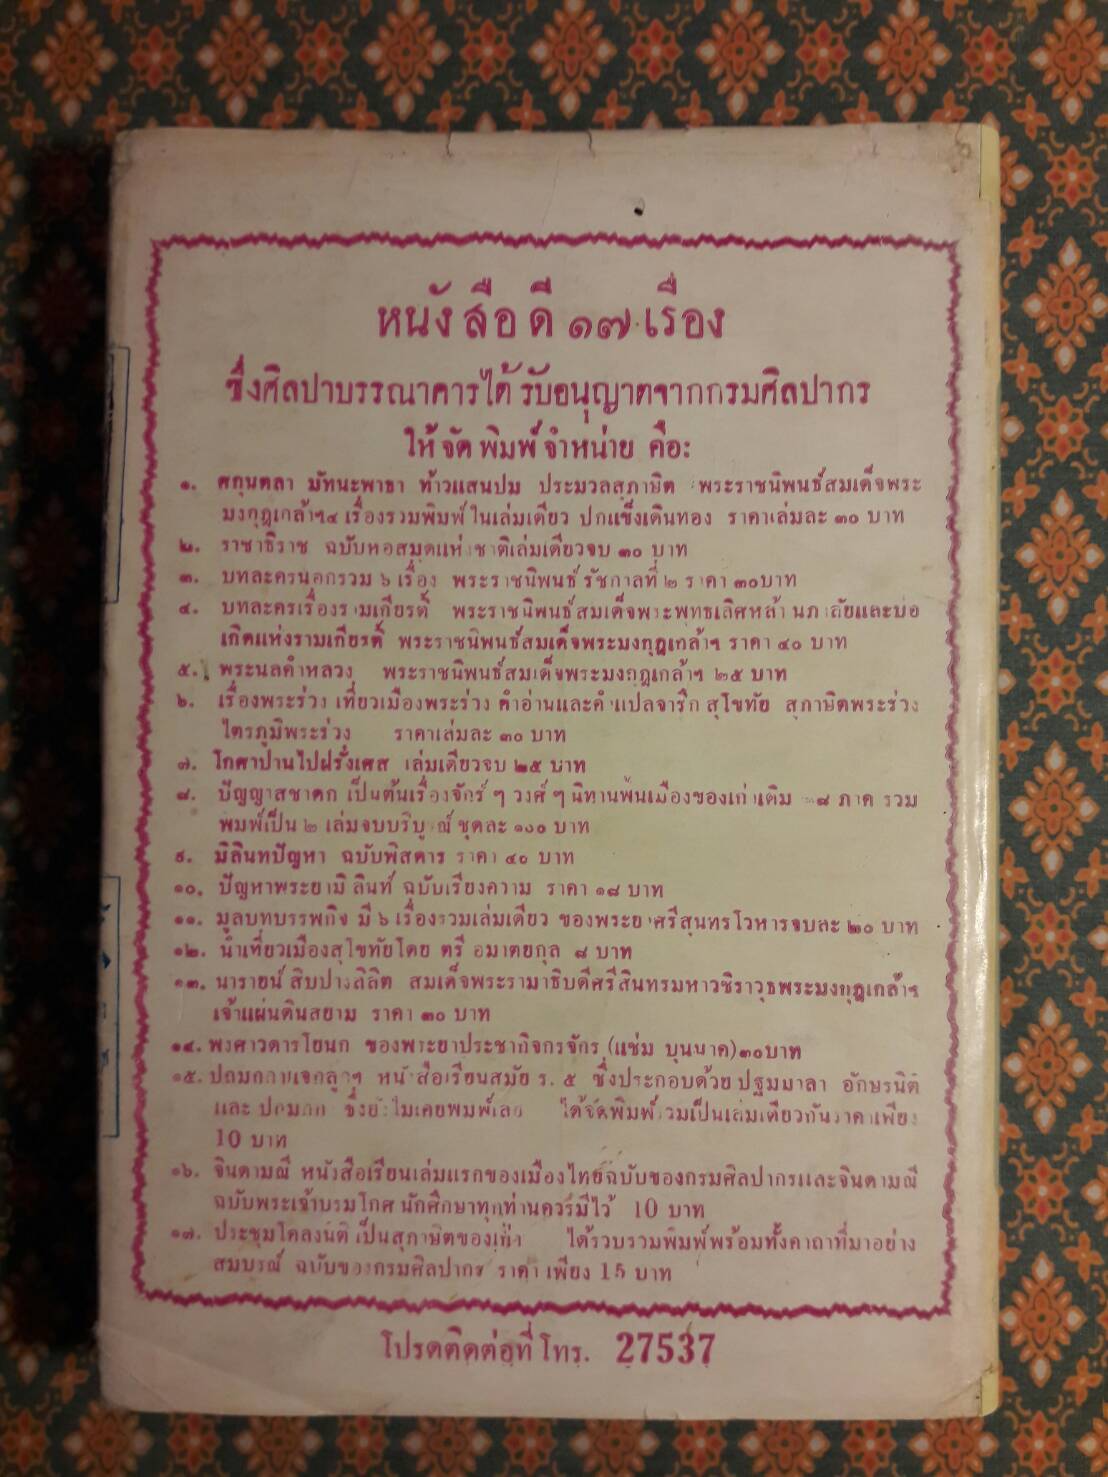 หนังสือดี ๑๗ เรื่อง
ซึ่งศิลปาบรรณาคารได้รับอนุญาตจากกรมศิลปากร
ให้จัดพิมพ์จำหน่าย คือ:
๑. ศกุนตลา มัทนะพาธา ท้าวแสนปม ประมวลสุภาษิต พระราชนิพนธ์สมเด็จพระ
มงกุฎเกล้าฯ ๔ เรื่องรวมพิมพ์ในเล่มเดียว ปกแข็งเดินทอง ราคาเล่มละ ๓๐ บาท
๒. ราชาธิราช ฉบับหอสมุดแห่งชาติเล่มเดียวจบ ๓๐ บาท
๓. บทละครนอกรวม ๖ เรื่อง พระราชนิพนธ์ รัชกาลที่ ๒ ราคา ๓๐บาท
๔. บทละครเรื่องรามเกียรติ์ พระราชนิพนธ์สมเด็จพระพุทธเลิศหล้านภาลัยและบ่อ
เกิดแห่งรามเกียรติ์ พระราชนิพนธ์สมเด็จพระมงกุฎเกล้าฯ ราคา ๔๐ บาท
๕. พระนลคำหลวง พระราชนิพนธ์สมเด็จพระมงกุฎเกล้าฯ ๒๕ บาท
๖. เรื่องพระร่วง เที่ยวเมืองพระร่วง คำอ่านและคำแปลจารึกสุโขทัย สุภาษิตพระร่วง
ไตรภูมิพระร่วง ราคาเล่มละ ๓๐ บาท
๗. โกศาปานไปฝรั่งเศส เล่มเดียวจบ ๒๕ บาท
๘. ปัญญาสชาดก เป็นต้นเรื่องจักร์ ๆ วงศ์ ๆ นิทานพื้นเมืองของเก่าเดิม ๒๘ ภาค รวม
พิมพ์เป็น ๒ เล่มจบบริบูรณ์ ชุดละ ๑๐๐ บาท
๙. มิลินทปัญหา ฉบับพิสดาร ราคา ๔๐ บาท
๑๐. ปัญหาพระยามิลินท์ ฉบับเรียงความ ราคา ๑๘ บาท
๑๑. มูลบทบรรพกิจ มี ๖ เรื่องรวมเล่มเดียว ของพระยาศรีสุนทรโวหารจบละ ๒๐ บาท
๑๒. นำเที่ยวเมืองสุโขทัยโดย ตรี อมาตยกุล ๘ บาท
๑๓. นารายน์ สิบปางลิลิต สมเด็จพระรามาธิบดีศรีสินทรมหาวชิราวุธพระมงกุฎเกล้าฯ
เจ้าแผ่นดินสยาม ราคา ๓๐ บาท
๑๔. พงศาวดารโยนก ของพระยาประชากิจกรจักร (แช่ม บุนนาค) ๓๐บาท
๑๕. หนังสือเรียนสมัย ร. ๕ ซึ่งประกอบด้วย ปฐมมาลา อักษรนิติ
และ ซึ่งยังไม่เคยพิมพ์เลย ได้จัดพิมพ์รวมเป็นเล่มเดียวกันราคาเพียง
10 บาท
๑๖. จินดามณี หนังสือเรียนเล่มแรกของเมืองไทยฉบับของกรมศิลปากรและจินดามณี
ฉบับพระเจ้าบรมโกศ นักศึกษาทุกท่านควรมีไว้ 10 บาท
๑๗. ประชุมโคลงนิติ เป็นสุภาษิตของเก่า ได้รวบรวมพิมพ์พร้อมทั้งคาถาที่มาอย่าง
สมบูรณ์ ฉบับของกรมศิลปากร ราคา เพียง 15 บาท
โปรดติดต่อที่ โทร. 27537